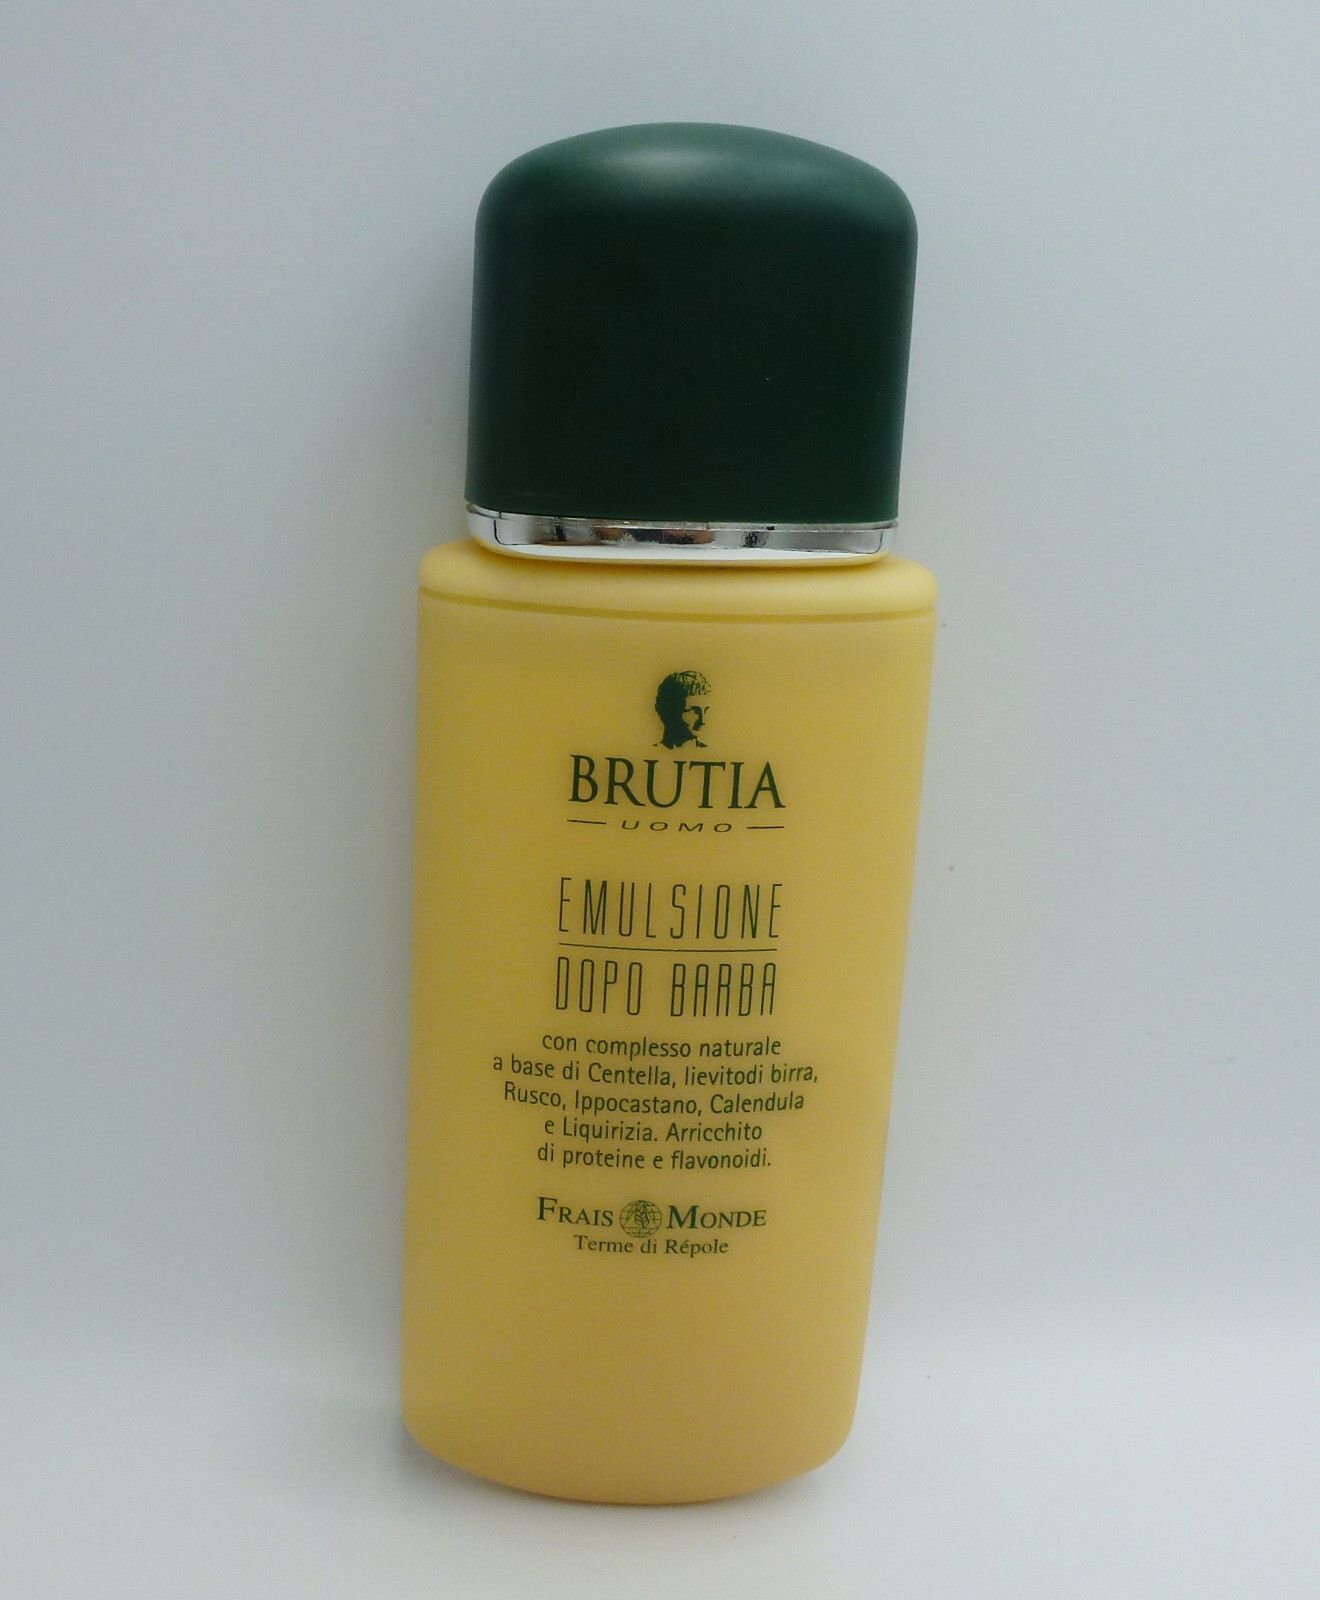 BRUTIA
UOMO
EMULSIONE
DOPO BARBA
con complesso naturale
a base di Centella, lievitodi birra,
Rusco, Ippocastano, Calendula
e Liquirizia. Arricchito
di proteine e flavonoidi.
FRAIS MONDE
Terme di Répole